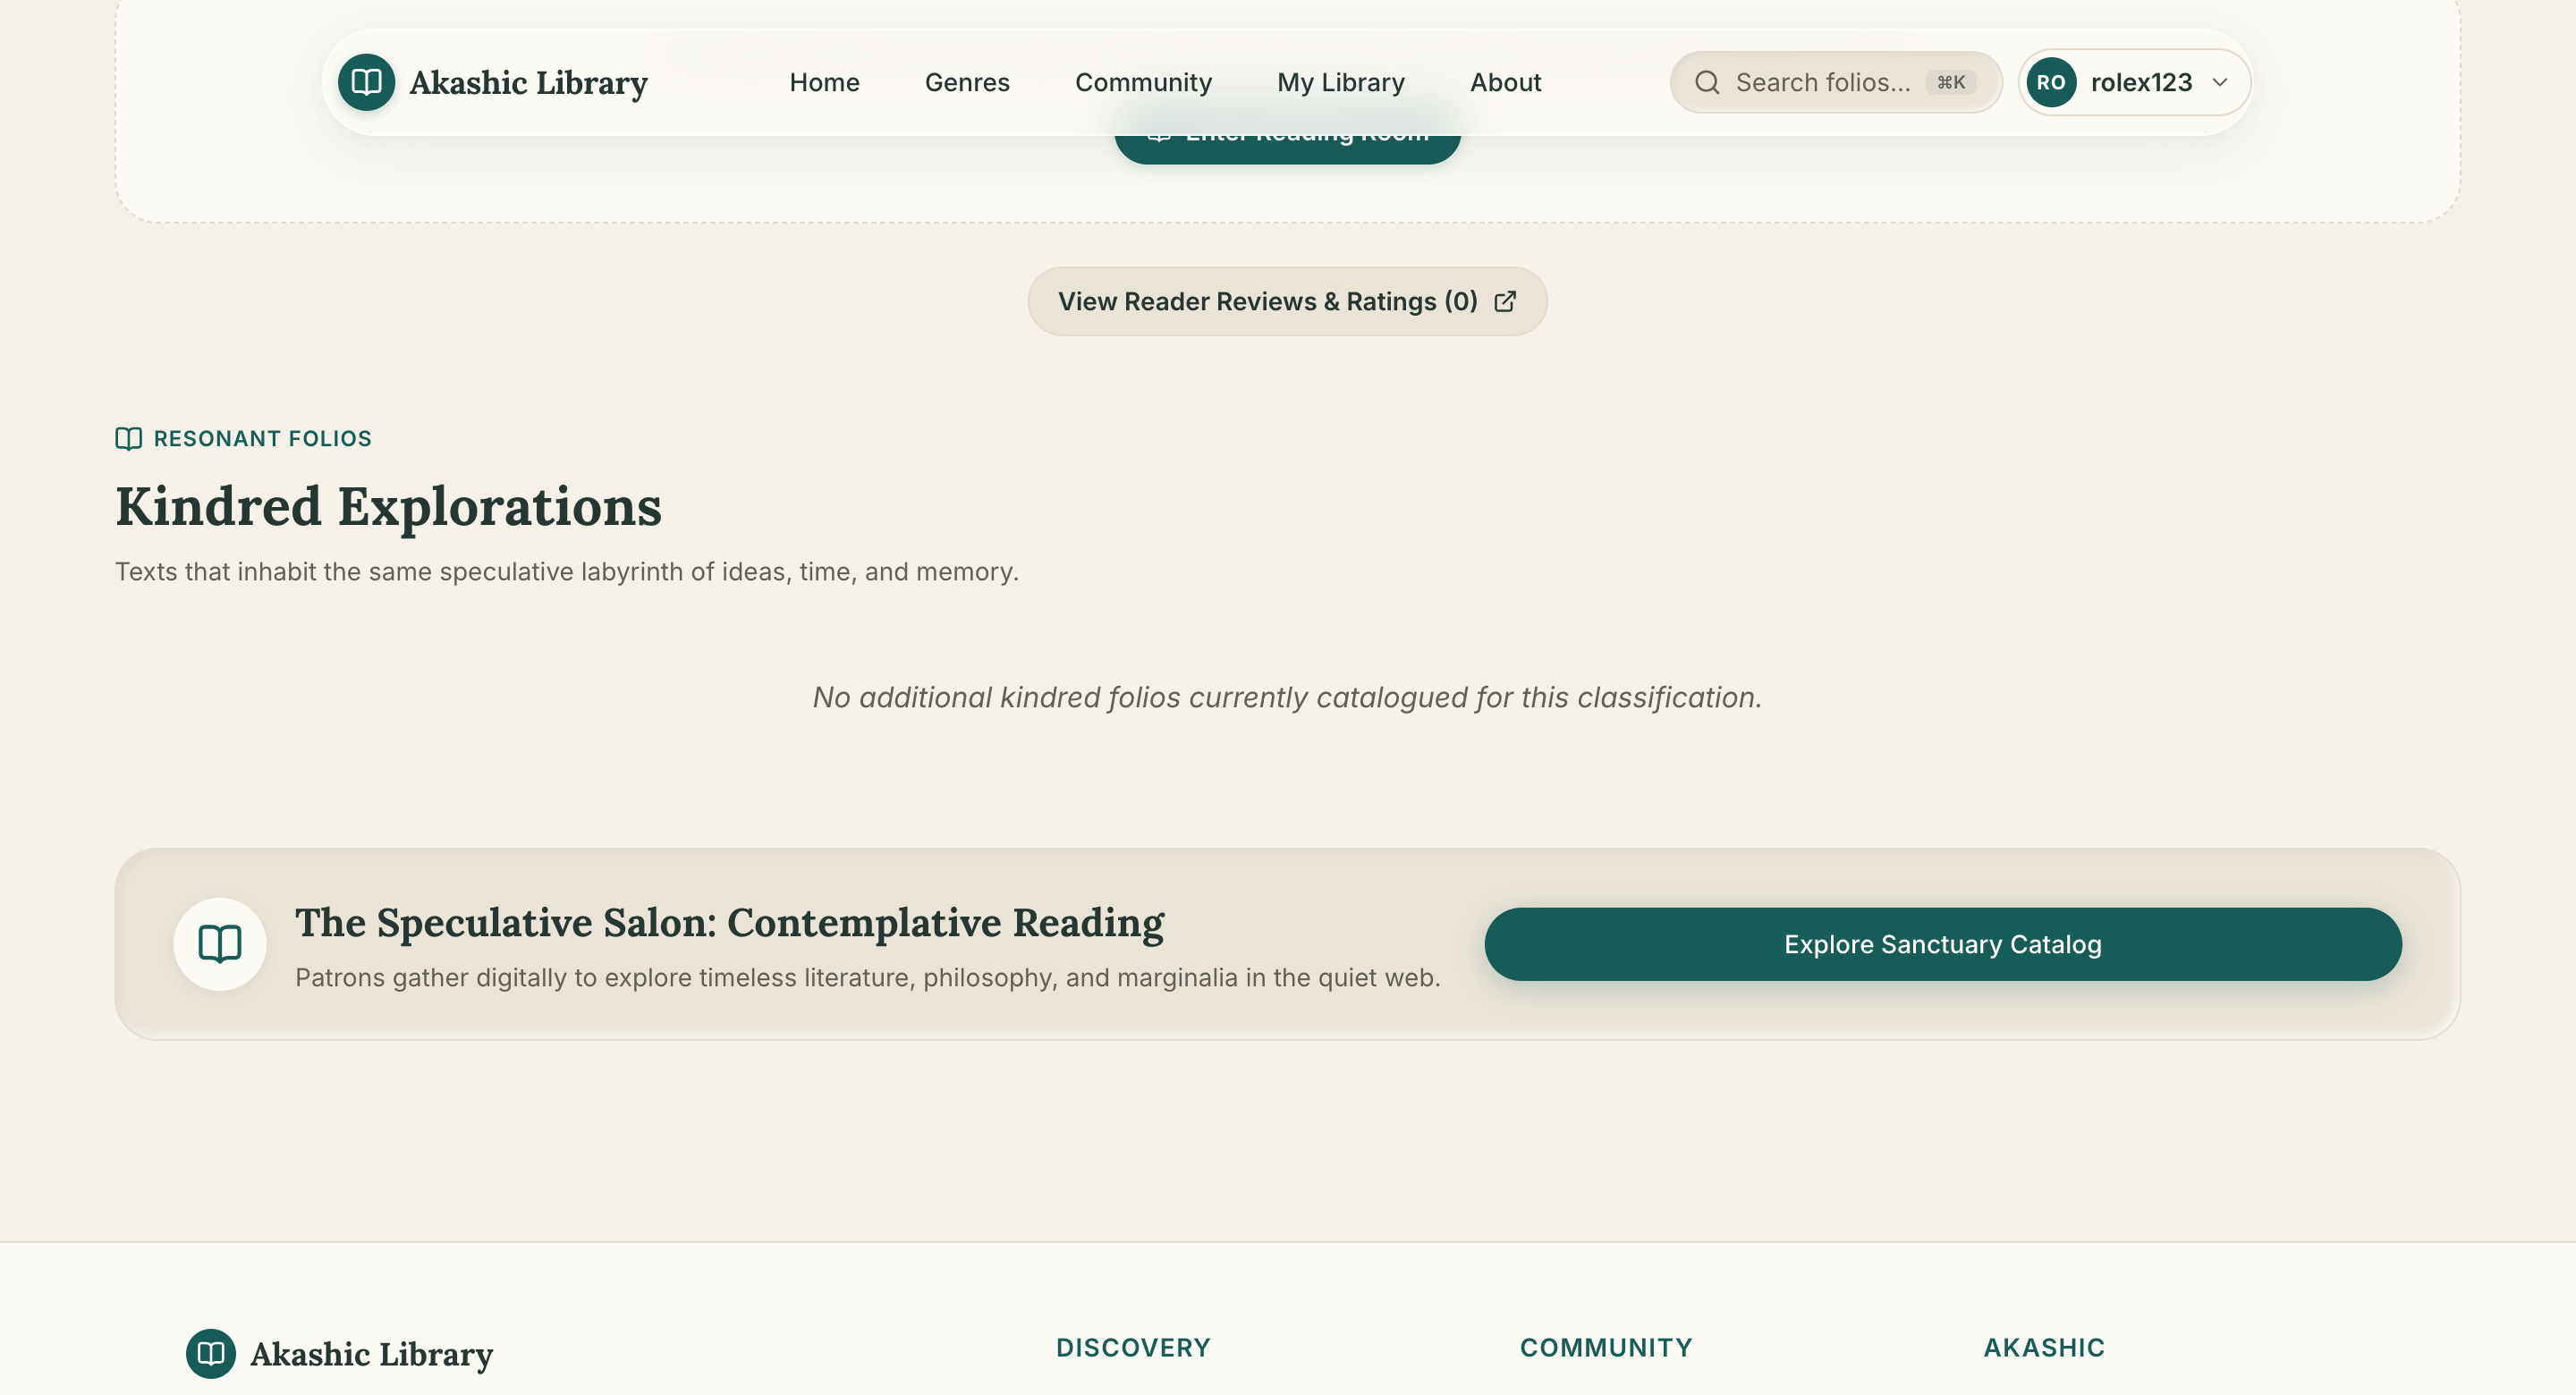 Akashic Library
Home
Genres
Community
My Library
About
Search folios...
⌘K
RO
rolex123
Enter Reading Room
View Reader Reviews & Ratings (0)
RESONANT FOLIOS
Kindred Explorations
Texts that inhabit the same speculative labyrinth of ideas, time, and memory.
No additional kindred folios currently catalogued for this classification.
The Speculative Salon: Contemplative Reading
Patrons gather digitally to explore timeless literature, philosophy, and marginalia in the quiet web.
Explore Sanctuary Catalog
Akashic Library
DISCOVERY
COMMUNITY
AKASHIC